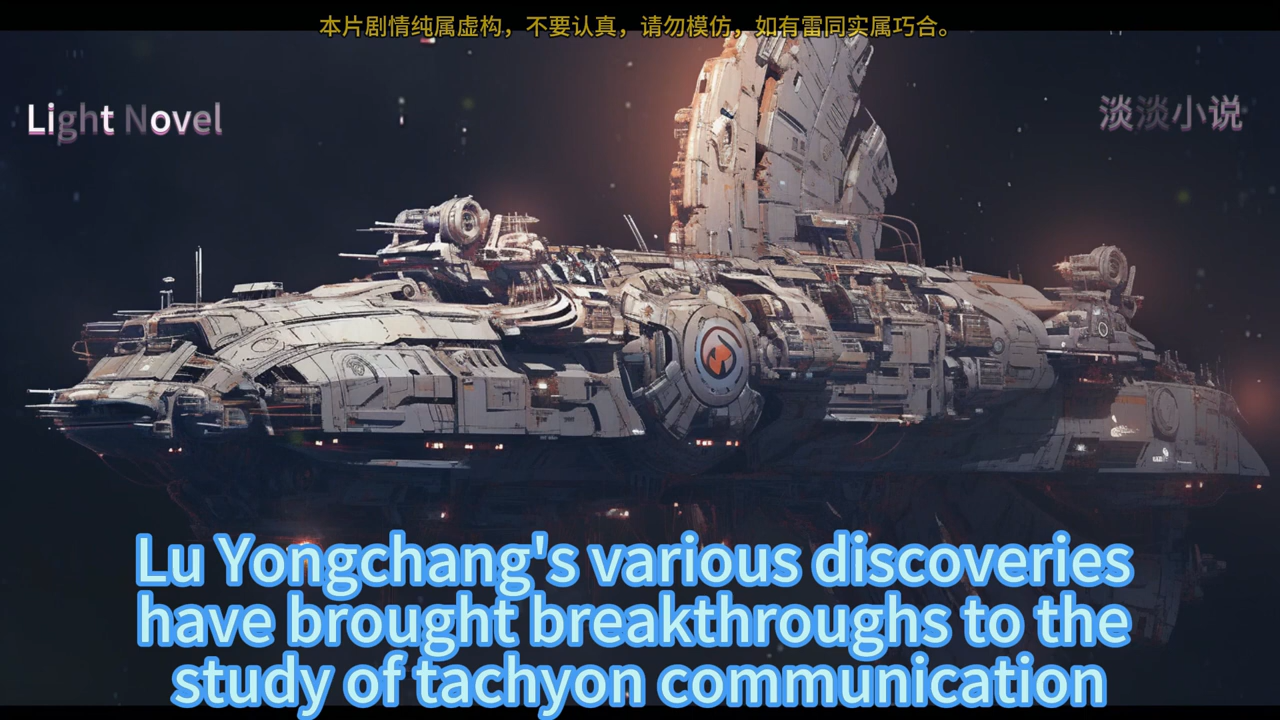 本片剧情纯属虚构，不要认真，请勿模仿，如有雷同实属巧合。
Light Novel
淡淡小说
Lu Yongchang's various discoveries
have brought breakthroughs to the
study of tachyon communication